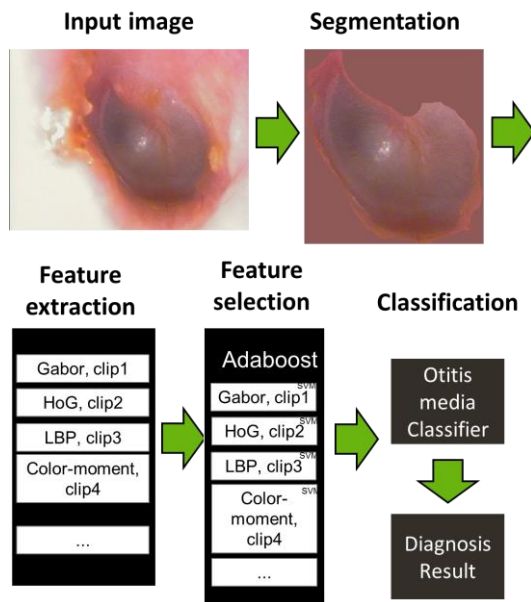 Input image
Segmentation
Feature
extraction
Gabor, clip1
HoG, clip2
LBP, clip3
Color-moment,
clip4
...
Feature
selection
Adaboost
SVM
Gabor, clip1
SVM
HoG, clip2
SVM
LBP, clip3
SVM
Color-
moment,
clip4
...
Classification
Otitis
media
Classifier
Diagnosis
Result